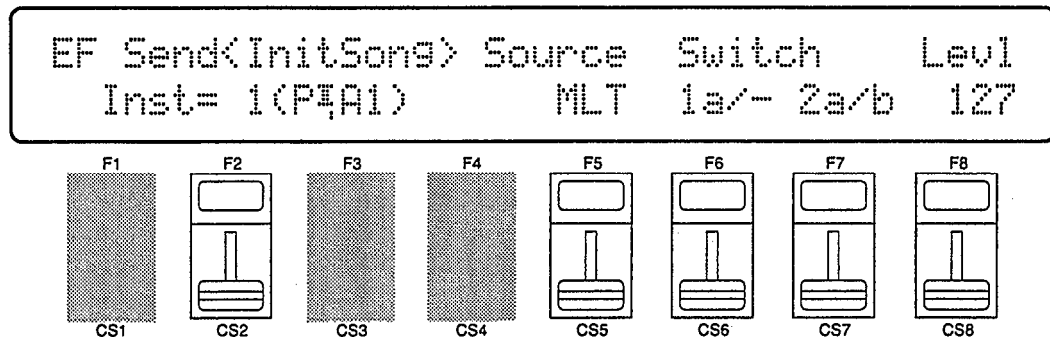 EF Send<InitSong> Source Switch Levl
Inst= 1( A1) MLT 1a/- 2a/b 127
F1 F2 F3 F4 F5 F6 F7 F8
CS1 CS2 CS3 CS4 CS5 CS6 CS7 CS8